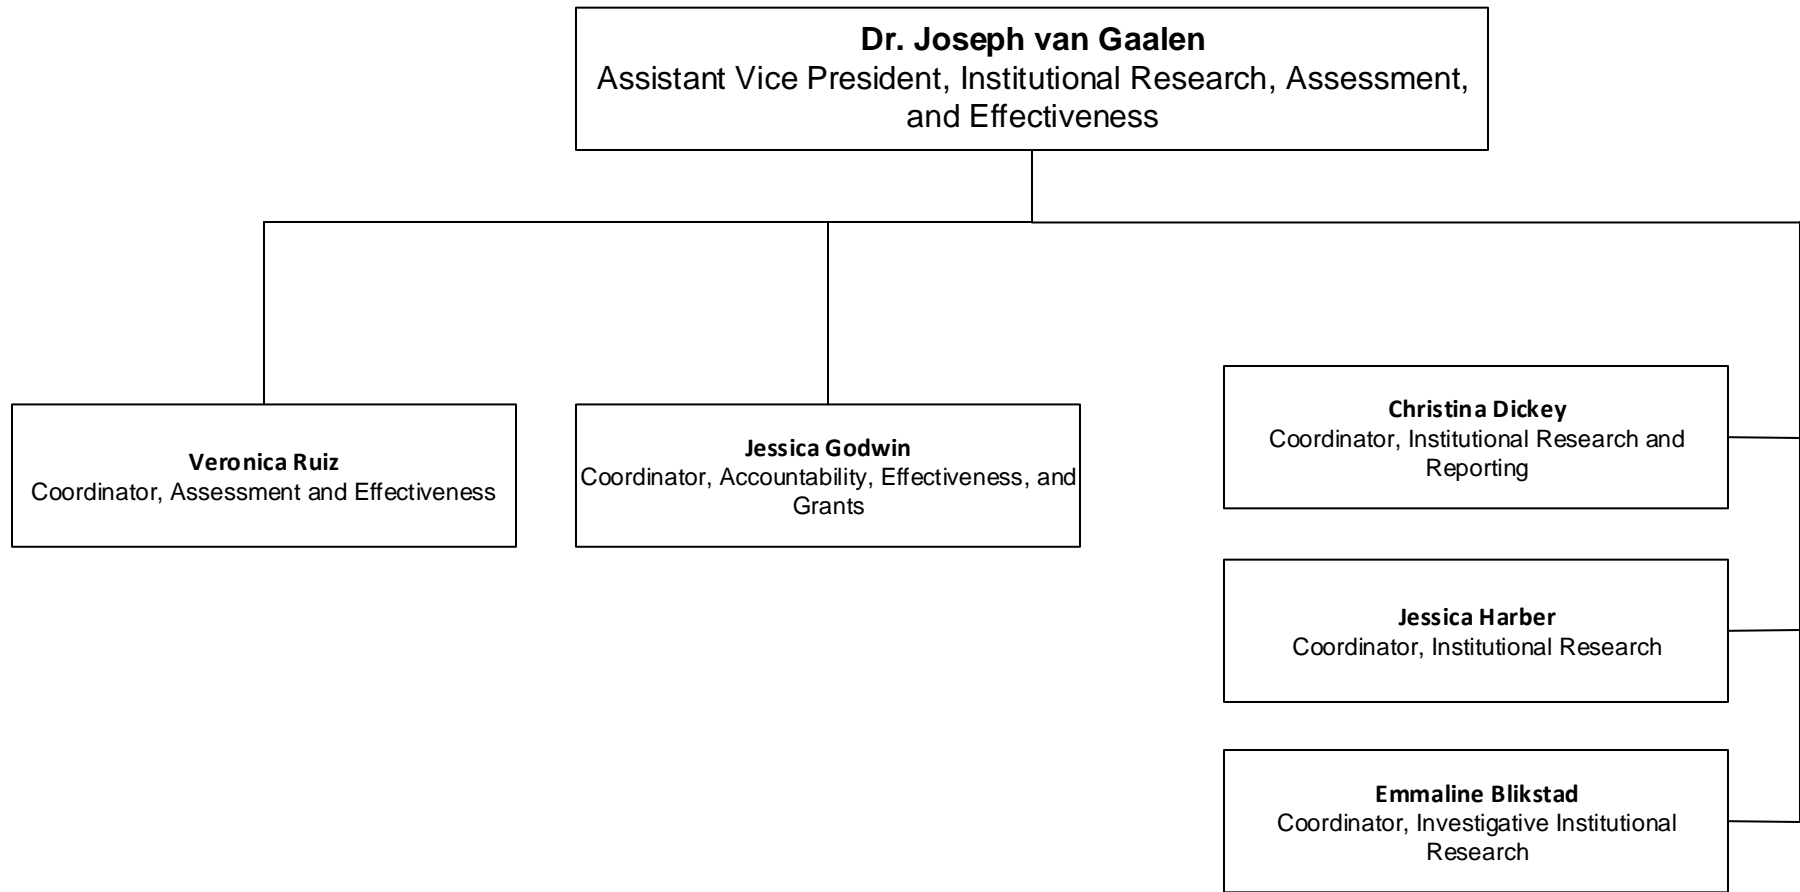 Dr. Joseph van Gaalen
Assistant Vice President, Institutional Research, Assessment,
and Effectiveness
Veronica Ruiz
Coordinator, Assessment and Effectiveness
Jessica Godwin
Coordinator, Accountability, Effectiveness, and
Grants
Christina Dickey
Coordinator, Institutional Research and
Reporting
Jessica Harber
Coordinator, Institutional Research
Emmaline Blikstad
Coordinator, Investigative Institutional
Research